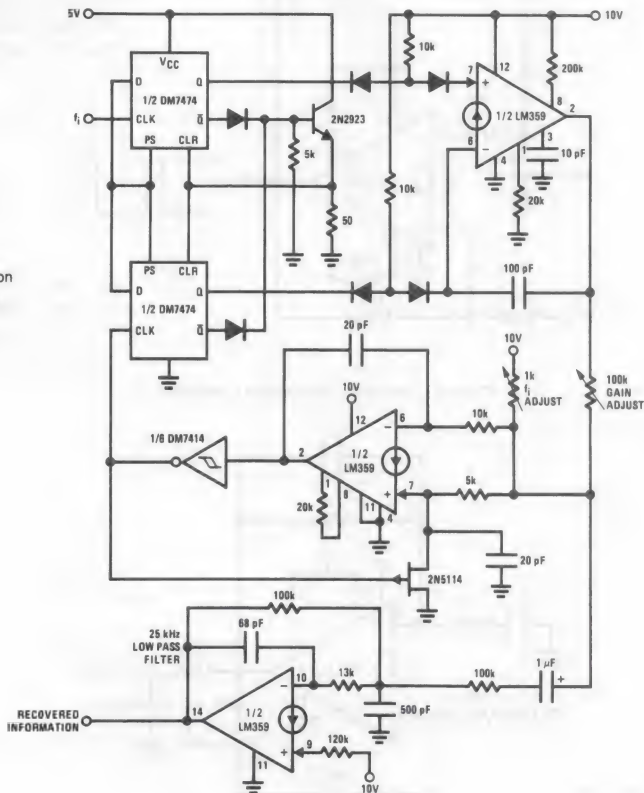 5V
10V
V_CC
D
Q
1/2 DM7474
f_i
CLK
Q̅
PS
CLR
10k
7
+
12
200k
8
2
1/2 LM359
2N2923
6
−
4
1
3
10 pF
20k
5k
10k
50
on
PS
CLR
D
Q
1/2 DM7474
CLK
Q̅
100 pF
20 pF
10V
1k
f_i
ADJUST
100k
GAIN
ADJUST
10V
12
6
−
10k
1/6 DM7414
2
1/2
LM359
1
8
11
4
+
7
5k
20k
20 pF
2N5114
100k
25 kHz
LOW PASS
FILTER
68 pF
10
−
13k
100k
1 μF
+
RECOVERED
INFORMATION
14
1/2
LM359
500 pF
11
+
9
120k
10V